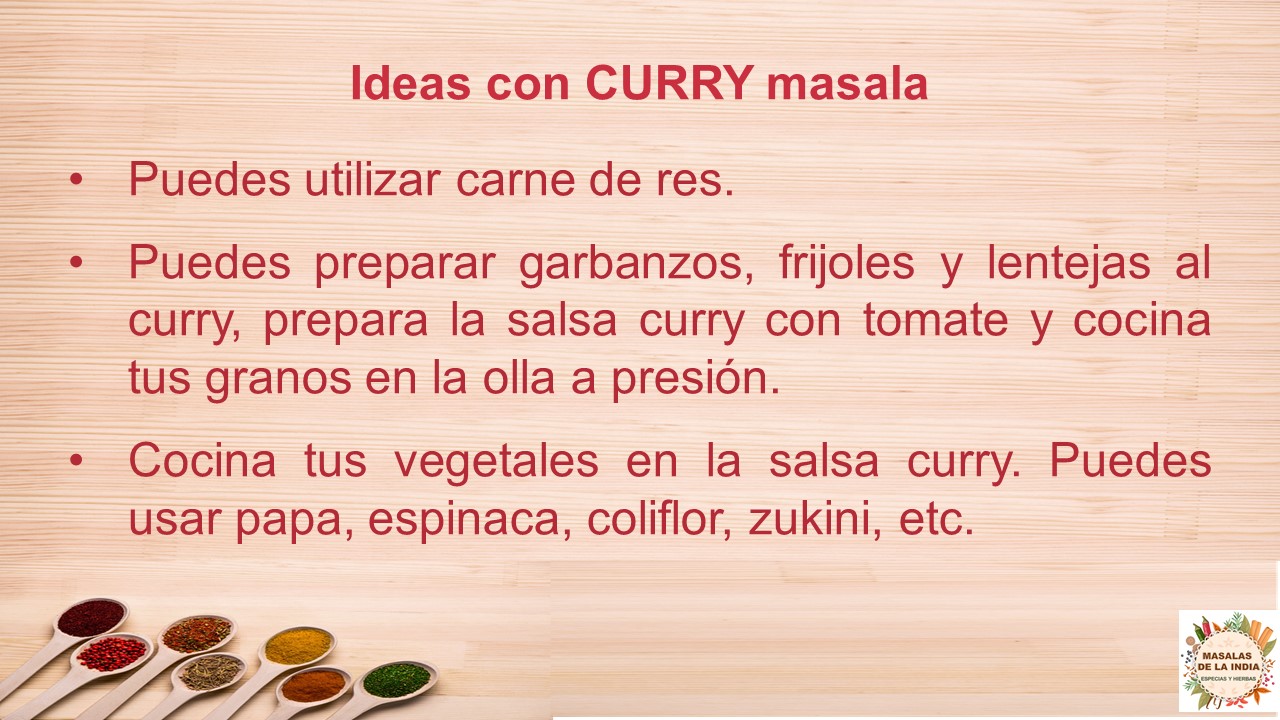 Ideas con CURRY masala
• Puedes utilizar carne de res.
• Puedes preparar garbanzos, frijoles y lentejas al
curry, prepara la salsa curry con tomate y cocina
tus granos en la olla a presión.
• Cocina tus vegetales en la salsa curry. Puedes
usar papa, espinaca, coliflor, zukini, etc.
MASALAS
DE LA INDIA
ESPECIAS Y HIERBAS